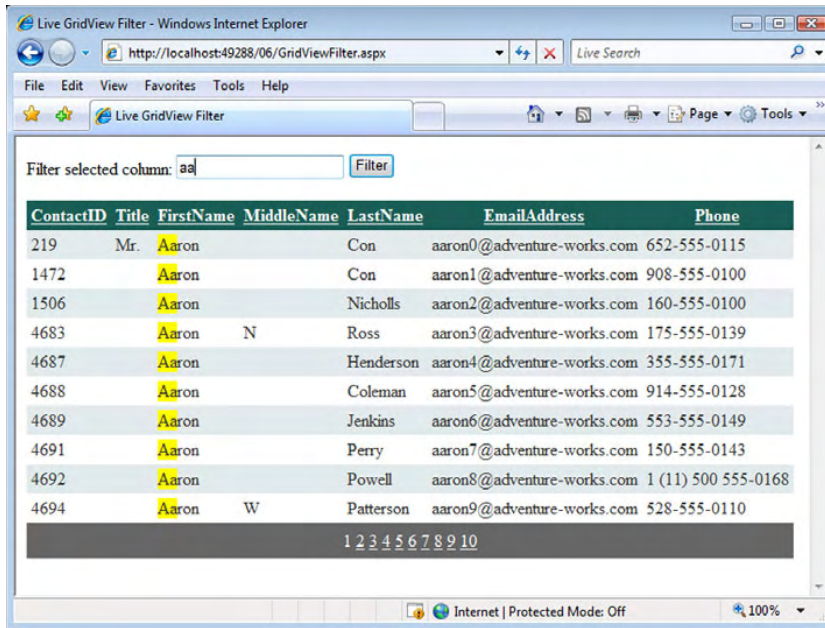 Live GridView Filter - Windows Internet Explorer
http://localhost:49288/06/GridViewFilter.aspx
Live Search
File Edit View Favorites Tools Help
Live GridView Filter
Page Tools »
Filter selected column: aa Filter
ContactID Title FirstName MiddleName LastName EmailAddress Phone
219 Mr. Aaron Con aaron0@adventure-works.com 652-555-0115
1472 Aaron Con aaron1@adventure-works.com 908-555-0100
1506 Aaron Nicholls aaron2@adventure-works.com 160-555-0100
4683 Aaron N Ross aaron3@adventure-works.com 175-555-0139
4687 Aaron Henderson aaron4@adventure-works.com 355-555-0171
4688 Aaron Coleman aaron5@adventure-works.com 914-555-0128
4689 Aaron Jenkins aaron6@adventure-works.com 553-555-0149
4691 Aaron Perry aaron7@adventure-works.com 150-555-0143
4692 Aaron Powell aaron8@adventure-works.com 1 (11) 500 555-0168
4694 Aaron W Patterson aaron9@adventure-works.com 528-555-0110
1 2 3 4 5 6 7 8 9 10
Internet | Protected Mode: Off 100%